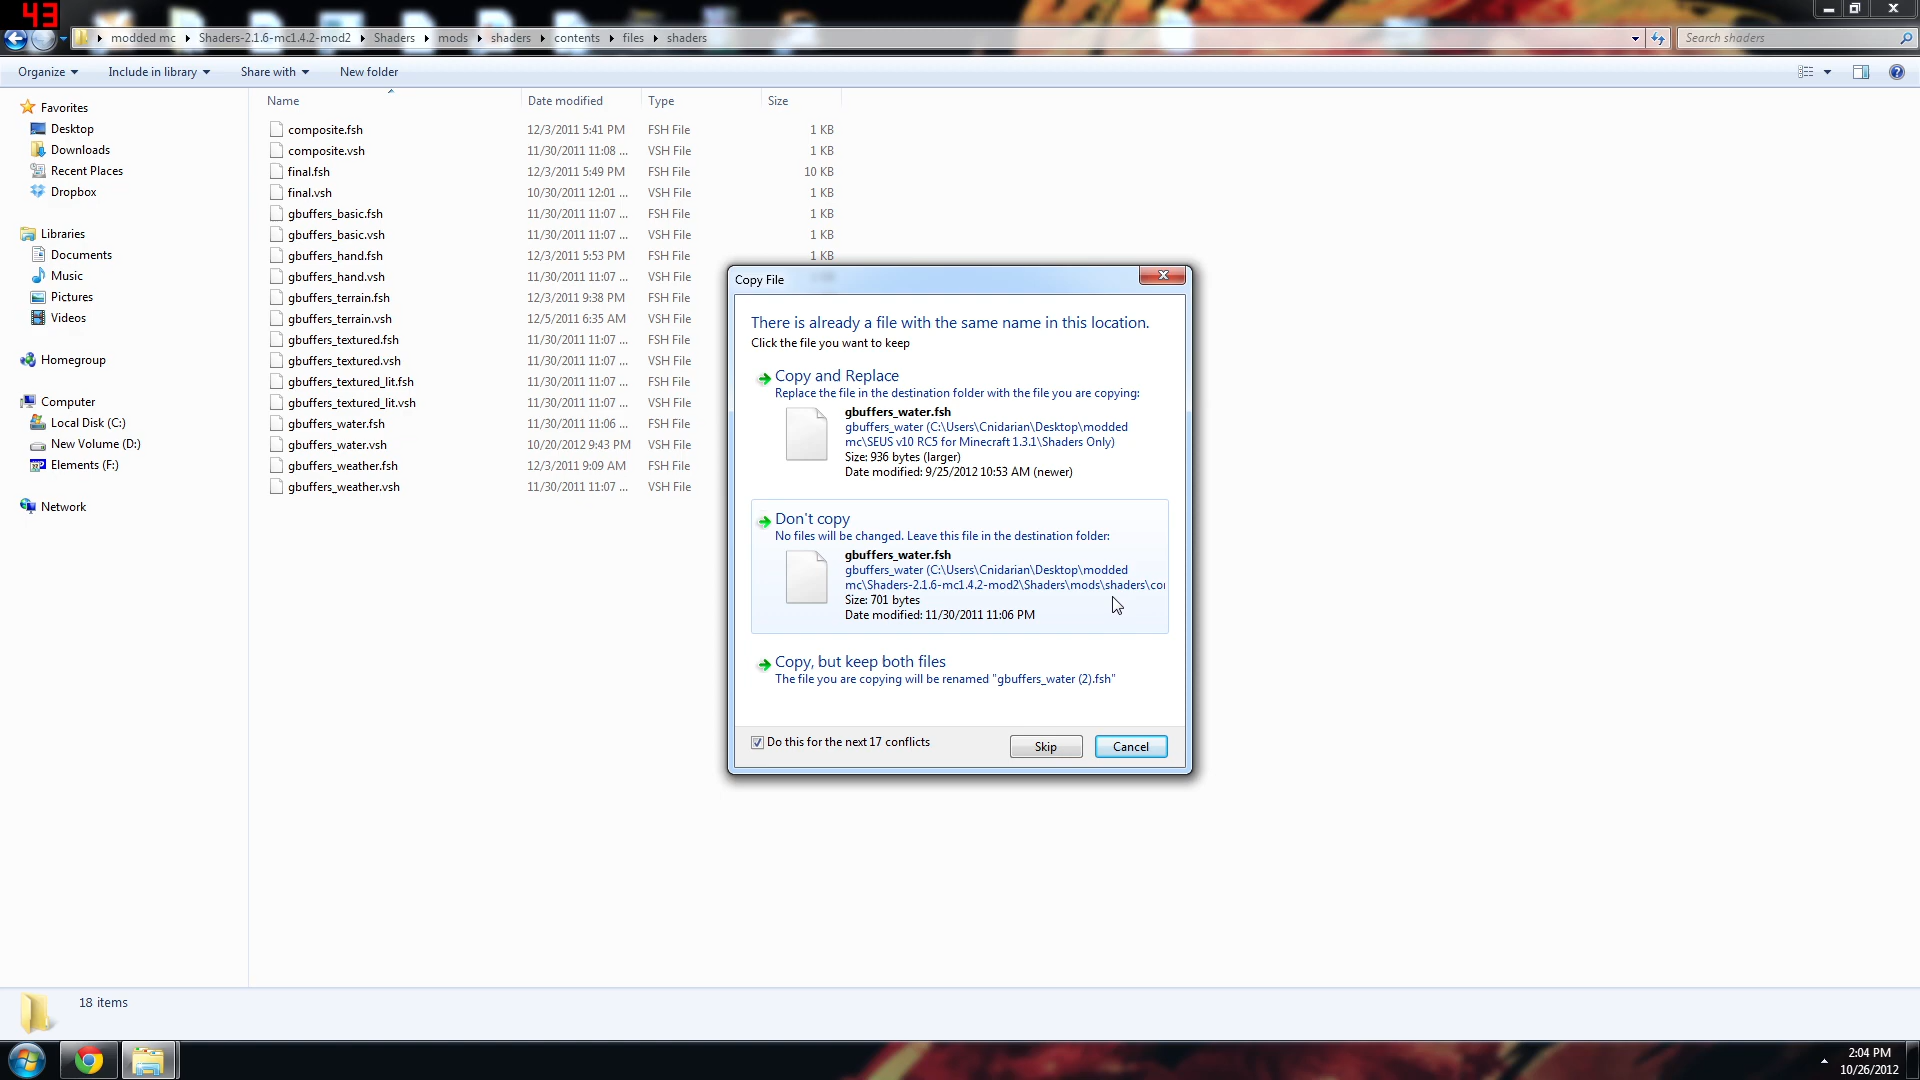 43
modded mc Shaders-2.1.6-mc1.4.2-mod2 Shaders mods shaders contents files shaders
Search shaders
Organize Include in library Share with New folder
Name Date modified Type Size
Favorites
Desktop
Downloads
Recent Places
Dropbox
Libraries
Documents
Music
Pictures
Videos
Homegroup
Computer
Local Disk (C:)
New Volume (D:)
Elements (F:)
Network
composite.fsh 12/3/2011 5:41 PM FSH File 1 KB
composite.vsh 11/30/2011 11:08 ... VSH File 1 KB
final.fsh 12/3/2011 5:49 PM FSH File 10 KB
final.vsh 10/30/2011 12:01 ... VSH File 1 KB
gbuffers_basic.fsh 11/30/2011 11:07 ... FSH File 1 KB
gbuffers_basic.vsh 11/30/2011 11:07 ... VSH File 1 KB
gbuffers_hand.fsh 12/3/2011 5:53 PM FSH File 1 KB
gbuffers_hand.vsh 11/30/2011 11:07 ... VSH File
gbuffers_terrain.fsh 12/3/2011 9:38 PM FSH File
gbuffers_terrain.vsh 12/5/2011 6:35 AM VSH File
gbuffers_textured.fsh 11/30/2011 11:07 ... FSH File
gbuffers_textured.vsh 11/30/2011 11:07 ... VSH File
gbuffers_textured_lit.fsh 11/30/2011 11:07 ... FSH File
gbuffers_textured_lit.vsh 11/30/2011 11:07 ... VSH File
gbuffers_water.fsh 11/30/2011 11:06 ... FSH File
gbuffers_water.vsh 10/20/2012 9:43 PM VSH File
gbuffers_weather.fsh 12/3/2011 9:09 AM FSH File
gbuffers_weather.vsh 11/30/2011 11:07 ... VSH File
Copy File
There is already a file with the same name in this location.
Click the file you want to keep
Copy and Replace
Replace the file in the destination folder with the file you are copying:
gbuffers_water.fsh
gbuffers_water (C:\Users\Cnidarian\Desktop\modded
mc\SEUS v10 RC5 for Minecraft 1.3.1\Shaders Only)
Size: 936 bytes (larger)
Date modified: 9/25/2012 10:53 AM (newer)
Don't copy
No files will be changed. Leave this file in the destination folder:
gbuffers_water.fsh
gbuffers_water (C:\Users\Cnidarian\Desktop\modded
mc\Shaders-2.1.6-mc1.4.2-mod2\Shaders\mods\shaders\co
Size: 701 bytes
Date modified: 11/30/2011 11:06 PM
Copy, but keep both files
The file you are copying will be renamed "gbuffers_water (2).fsh"
Do this for the next 17 conflicts
Skip Cancel
18 items
2:04 PM
10/26/2012